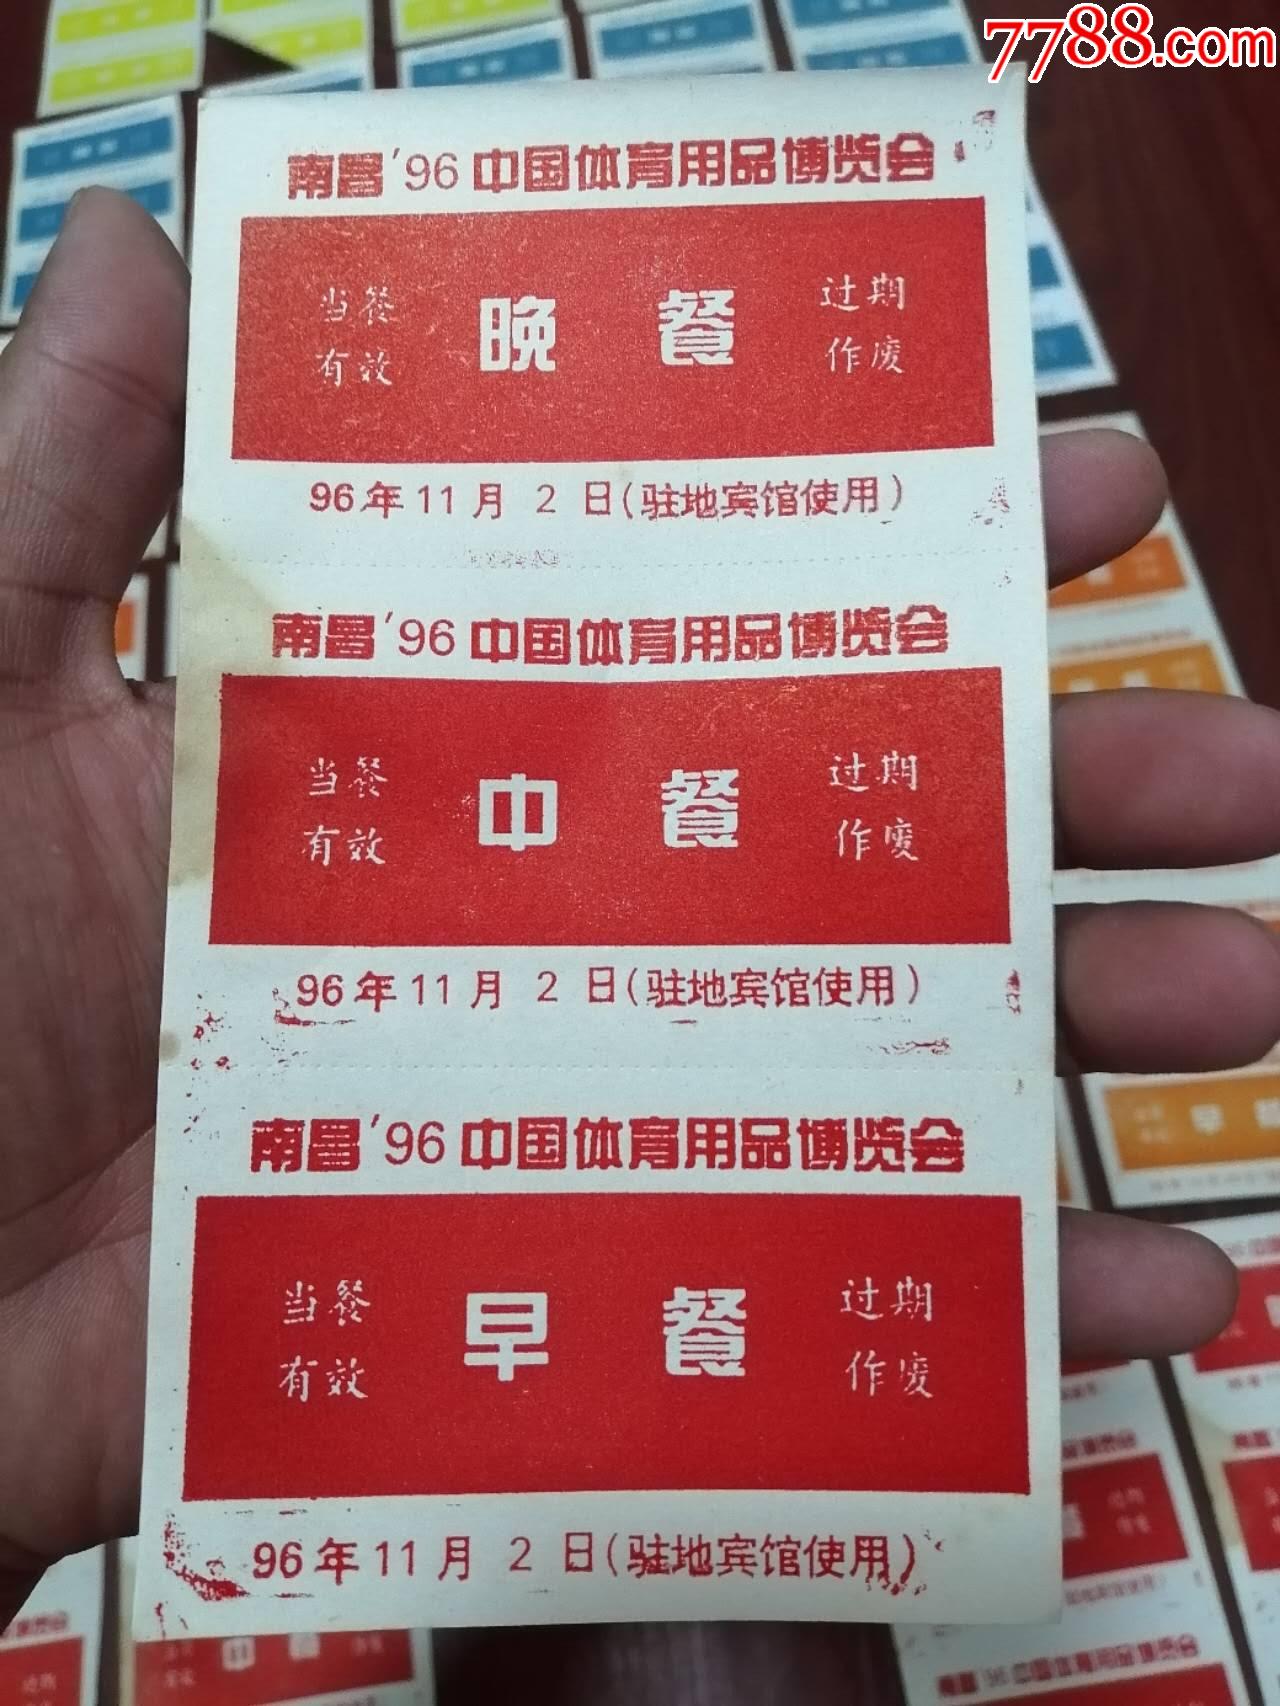 7788.com
南昌'96中国体育用品博览会
当餐 晚 餐 过期
有效 作废
96年11月 2 日(驻地宾馆使用)
南昌'96中国体育用品博览会
当餐 中 餐 过期
有效 作废
96年11月 2 日(驻地宾馆使用)
南昌'96中国体育用品博览会
当餐 早 餐 过期
有效 作废
96年11月 2 日(驻地宾馆使用)